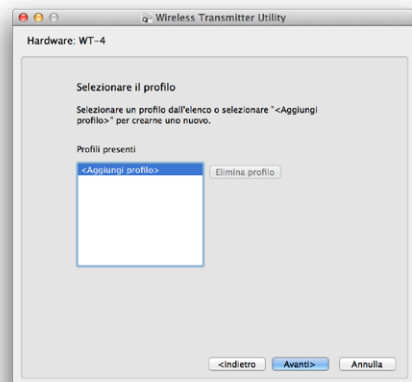 Wireless Transmitter Utility
Hardware: WT-4
Selezionare il profilo
Selezionare un profilo dall'elenco o selezionare "<Aggiungi
profilo>" per crearne uno nuovo.
Profili presenti
<Aggiungi profilo>
Elimina profilo
<Indietro
Avanti>
Annulla